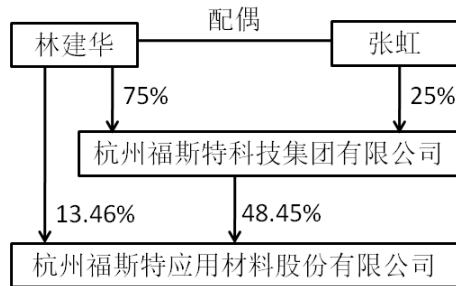 配偶
林建华
张虹
75%
25%
杭州福斯特科技集团有限公司
13.46%
48.45%
杭州福斯特应用材料股份有限公司